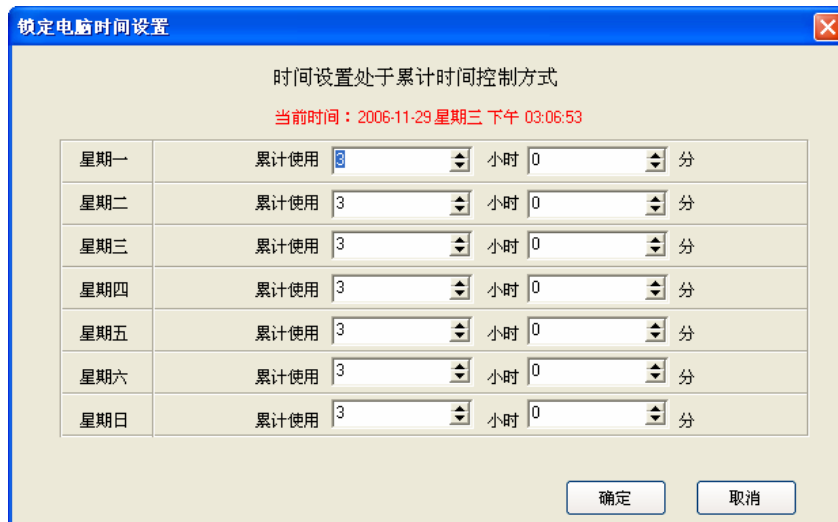 锁定电脑时间设置
时间设置处于累计时间控制方式
当前时间：2006-11-29 星期三 下午 03:06:53
星期一 累计使用 3 小时 0 分
星期二 累计使用 3 小时 0 分
星期三 累计使用 3 小时 0 分
星期四 累计使用 3 小时 0 分
星期五 累计使用 3 小时 0 分
星期六 累计使用 3 小时 0 分
星期日 累计使用 3 小时 0 分
确定 取消